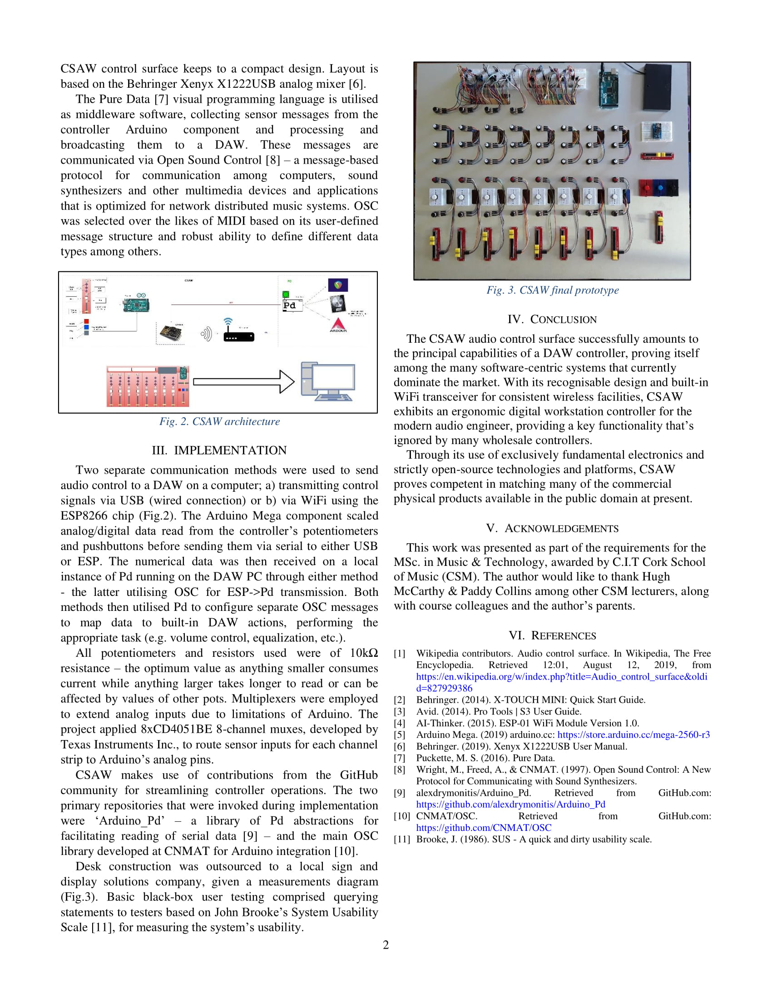 CSAW control surface keeps to a compact design. Layout is
based on the Behringer Xenyx X1222USB analog mixer [6].
The Pure Data [7] visual programming language is utilised
as middleware software, collecting sensor messages from the
controller Arduino component and processing and
broadcasting them to a DAW. These messages are
communicated via Open Sound Control [8] – a message-based
protocol for communication among computers, sound
synthesizers and other multimedia devices and applications
that is optimized for network distributed music systems. OSC
was selected over the likes of MIDI based on its user-defined
message structure and robust ability to define different data
types among others.
CSAW
PD
Pd
ARDOUR
Fig. 2. CSAW architecture
III. IMPLEMENTATION
Two separate communication methods were used to send
audio control to a DAW on a computer; a) transmitting control
signals via USB (wired connection) or b) via WiFi using the
ESP8266 chip (Fig.2). The Arduino Mega component scaled
analog/digital data read from the controller's potentiometers
and pushbuttons before sending them via serial to either USB
or ESP. The numerical data was then received on a local
instance of Pd running on the DAW PC through either method
- the latter utilising OSC for ESP->Pd transmission. Both
methods then utilised Pd to configure separate OSC messages
to map data to built-in DAW actions, performing the
appropriate task (e.g. volume control, equalization, etc.).
All potentiometers and resistors used were of 10kΩ
resistance – the optimum value as anything smaller consumes
current while anything larger takes longer to read or can be
affected by values of other pots. Multiplexers were employed
to extend analog inputs due to limitations of Arduino. The
project applied 8xCD4051BE 8-channel muxes, developed by
Texas Instruments Inc., to route sensor inputs for each channel
strip to Arduino's analog pins.
CSAW makes use of contributions from the GitHub
community for streamlining controller operations. The two
primary repositories that were invoked during implementation
were ‘Arduino_Pd’ – a library of Pd abstractions for
facilitating reading of serial data [9] – and the main OSC
library developed at CNMAT for Arduino integration [10].
Desk construction was outsourced to a local sign and
display solutions company, given a measurements diagram
(Fig.3). Basic black-box user testing comprised querying
statements to testers based on John Brooke's System Usability
Scale [11], for measuring the system's usability.
Fig. 3. CSAW final prototype
IV. CONCLUSION
The CSAW audio control surface successfully amounts to
the principal capabilities of a DAW controller, proving itself
among the many software-centric systems that currently
dominate the market. With its recognisable design and built-in
WiFi transceiver for consistent wireless facilities, CSAW
exhibits an ergonomic digital workstation controller for the
modern audio engineer, providing a key functionality that's
ignored by many wholesale controllers.
Through its use of exclusively fundamental electronics and
strictly open-source technologies and platforms, CSAW
proves competent in matching many of the commercial
physical products available in the public domain at present.
V. ACKNOWLEDGEMENTS
This work was presented as part of the requirements for the
MSc. in Music & Technology, awarded by C.I.T Cork School
of Music (CSM). The author would like to thank Hugh
McCarthy & Paddy Collins among other CSM lecturers, along
with course colleagues and the author's parents.
VI. REFERENCES
[1] Wikipedia contributors. Audio control surface. In Wikipedia, The Free
Encyclopedia. Retrieved 12:01, August 12, 2019, from
https://en.wikipedia.org/w/index.php?title=Audio_control_surface&oldi
d=827929386
[2] Behringer. (2014). X-TOUCH MINI: Quick Start Guide.
[3] Avid. (2014). Pro Tools | S3 User Guide.
[4] AI-Thinker. (2015). ESP-01 WiFi Module Version 1.0.
[5] Arduino Mega. (2019) arduino.cc: https://store.arduino.cc/mega-2560-r3
[6] Behringer. (2019). Xenyx X1222USB User Manual.
[7] Puckette, M. S. (2016). Pure Data.
[8] Wright, M., Freed, A., & CNMAT. (1997). Open Sound Control: A New
Protocol for Communicating with Sound Synthesizers.
[9] alexdrymonitis/Arduino_Pd. Retrieved from GitHub.com:
https://github.com/alexdrymonitis/Arduino_Pd
[10] CNMAT/OSC. Retrieved from GitHub.com:
https://github.com/CNMAT/OSC
[11] Brooke, J. (1986). SUS - A quick and dirty usability scale.
2